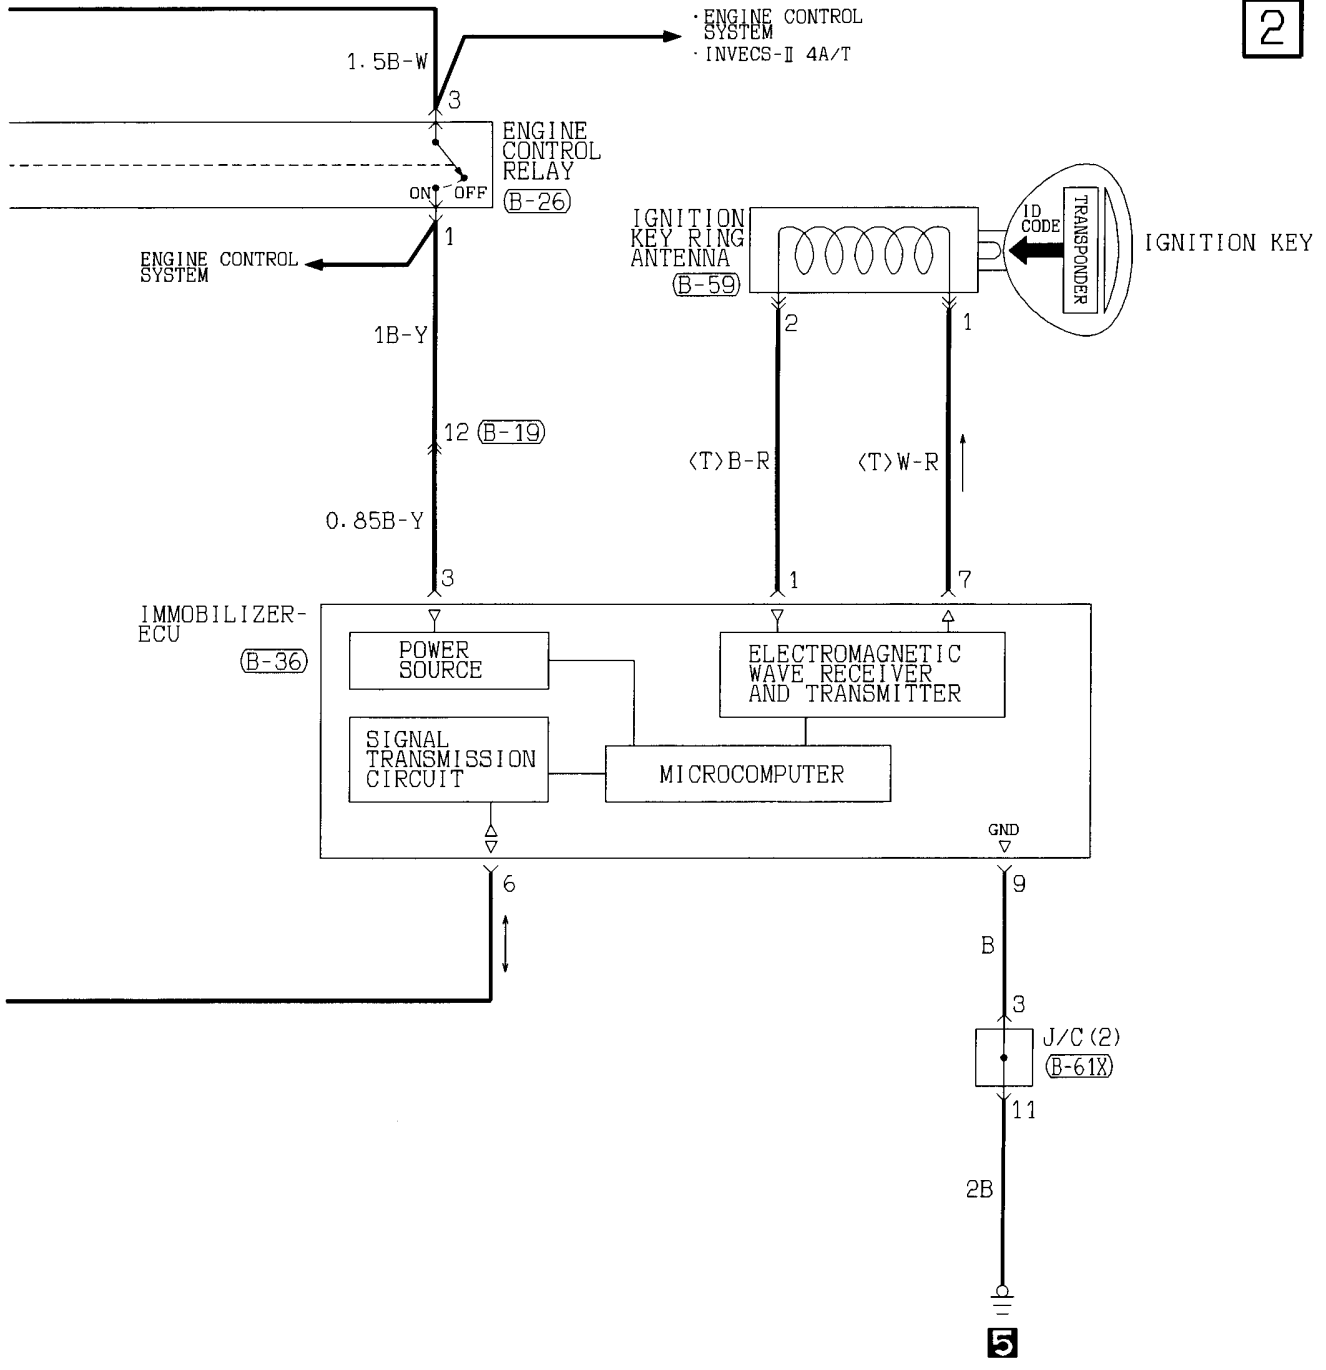 · ENGINE CONTROL
SYSTEM
· INVECS-Ⅱ 4A/T
2
1.5B-W
3
ENGINE
CONTROL
RELAY
B-26
ON
OFF
1
ENGINE CONTROL
SYSTEM
IGNITION
KEY RING
ANTENNA
B-59
ID
CODE
TRANSPONDER
IGNITION KEY
2
1
1B-Y
12
B-19
〈T〉B-R
〈T〉W-R
0.85B-Y
3
1
7
IMMOBILIZER-
ECU
B-36
POWER
SOURCE
ELECTROMAGNETIC
WAVE RECEIVER
AND TRANSMITTER
SIGNAL
TRANSMISSION
CIRCUIT
MICROCOMPUTER
GND
6
9
B
3
J/C(2)
B-61X
11
2B
5